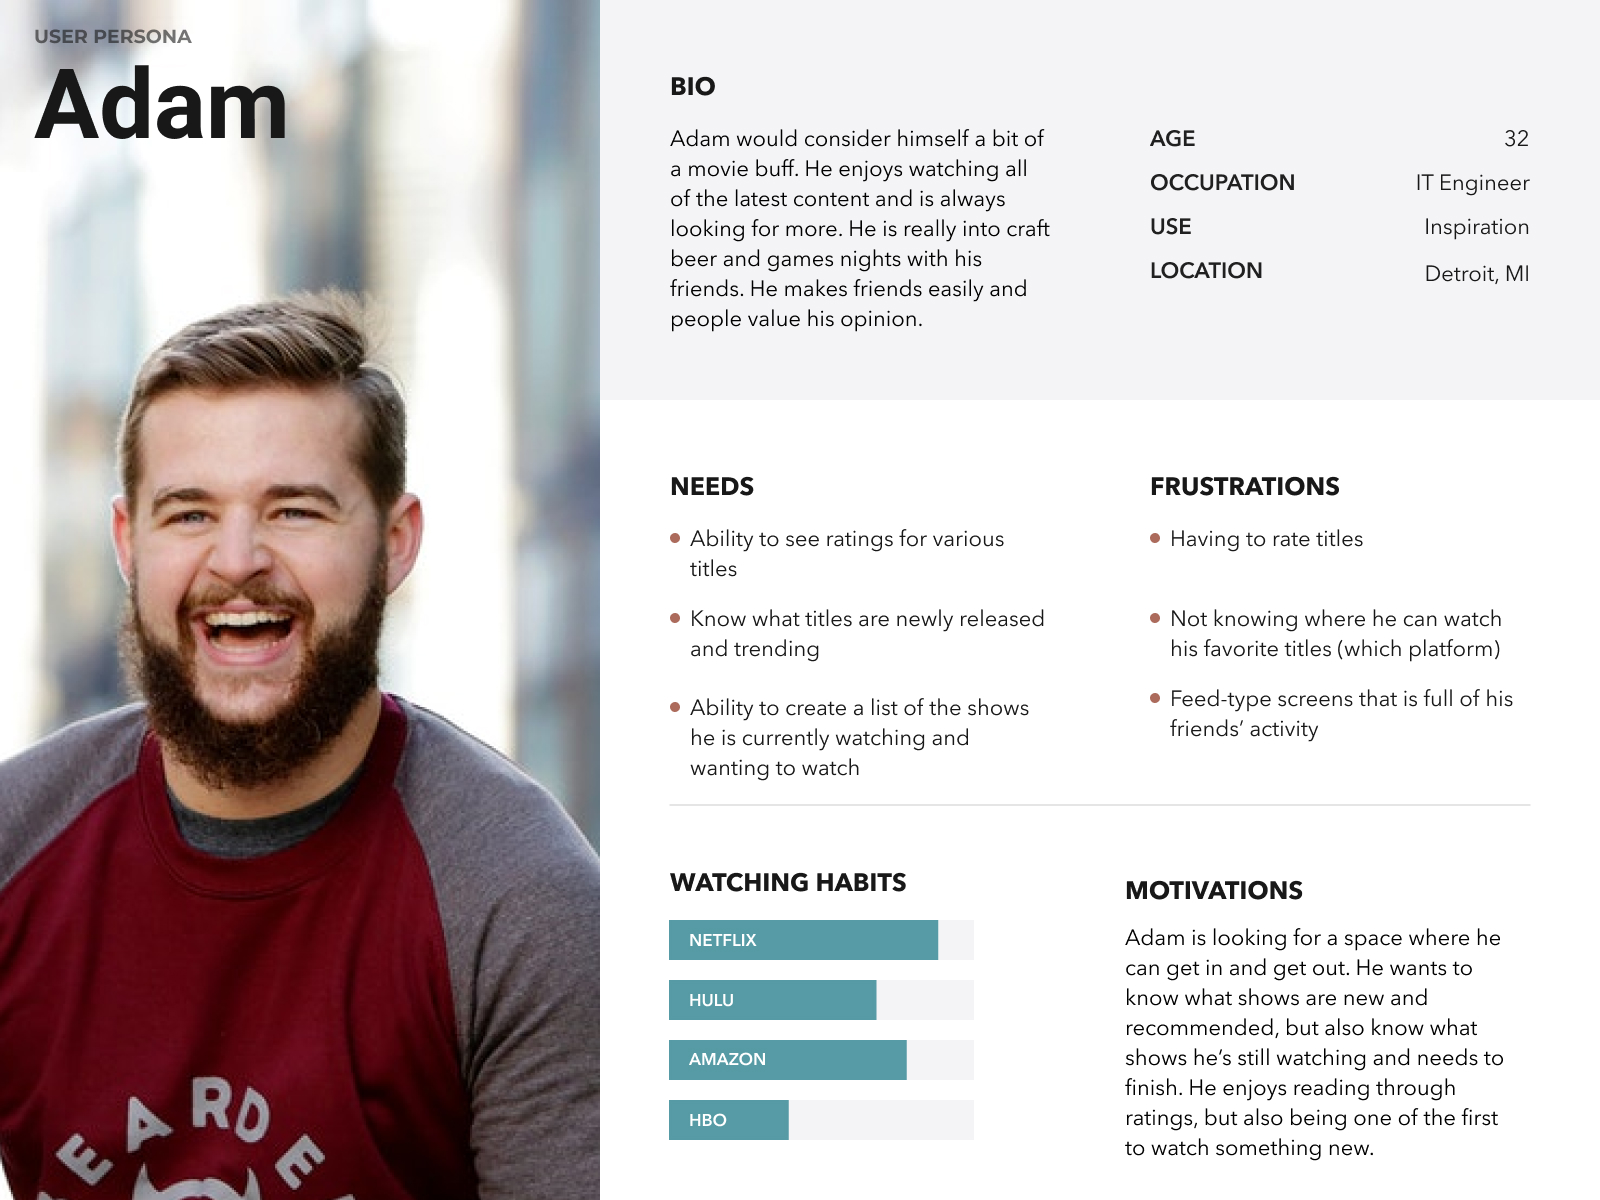 USER PERSONA
Adam
BIO
Adam would consider himself a bit of
a movie buff. He enjoys watching all
of the latest content and is always
looking for more. He is really into craft
beer and games nights with his
friends. He makes friends easily and
people value his opinion.
AGE 32
OCCUPATION IT Engineer
USE Inspiration
LOCATION Detroit, MI
NEEDS
Ability to see ratings for various
titles
Know what titles are newly released
and trending
Ability to create a list of the shows
he is currently watching and
wanting to watch
FRUSTRATIONS
Having to rate titles
Not knowing where he can watch
his favorite titles (which platform)
Feed-type screens that is full of his
friends’ activity
WATCHING HABITS
NETFLIX
HULU
AMAZON
HBO
MOTIVATIONS
Adam is looking for a space where he
can get in and get out. He wants to
know what shows are new and
recommended, but also know what
shows he’s still watching and needs to
finish. He enjoys reading through
ratings, but also being one of the first
to watch something new.
EARDE